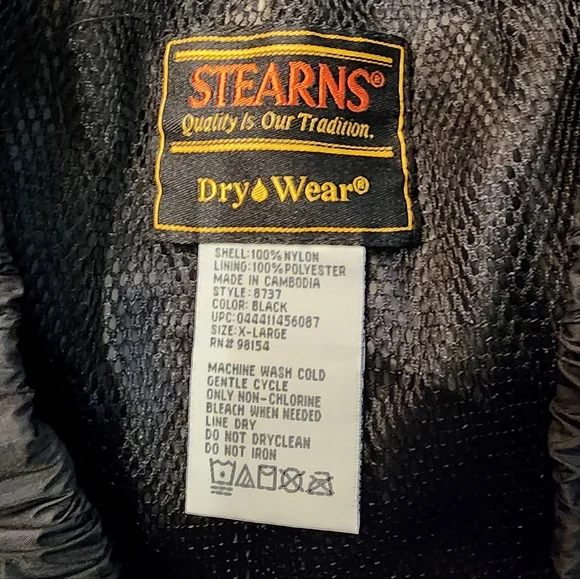 STEARNS®
Quality Is Our Tradition.
Dry Wear®
SHELL:100%NYLON
LINING:100%POLYESTER
MADE IN CAMBODIA
STYLE:8737
COLOR:BLACK
UPC:044411456087
SIZE:X-LARGE
RN# 98154
MACHINE WASH COLD
GENTLE CYCLE
ONLY NON-CHLORINE
BLEACH WHEN NEEDED
LINE DRY
DO NOT DRYCLEAN
DO NOT IRON